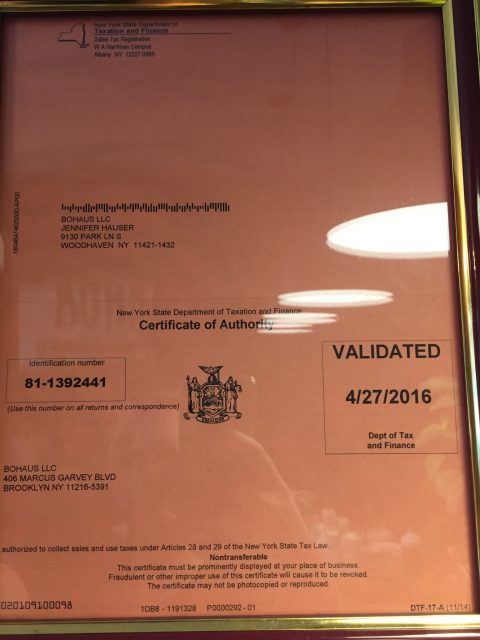 New York State Department of
Taxation and Finance
Sales Tax Registration
W A Harriman Campus
Albany NY 12227-0865
BOHAUS LLC
JENNIFER HAUSER
9130 PARK LN S
WOODHAVEN NY 11421-1432
New York State Department of Taxation and Finance
Certificate of Authority
Identification number
81-1392441
(Use this number on all returns and correspondence)
VALIDATED
4/27/2016
Dept of Tax
and Finance
BOHAUS LLC
406 MARCUS GARVEY BLVD
BROOKLYN NY 11216-5391
authorized to collect sales and use taxes under Articles 28 and 29 of the New York State Tax Law.
Nontransferable
This certificate must be prominently displayed at your place of business.
Fraudulent or other improper use of this certificate will cause it to be revoked.
The certificate may not be photocopied or reproduced.
020109100098
1DB8 - 1191328 P0000292 - 01
DTF-17-A (11/14)